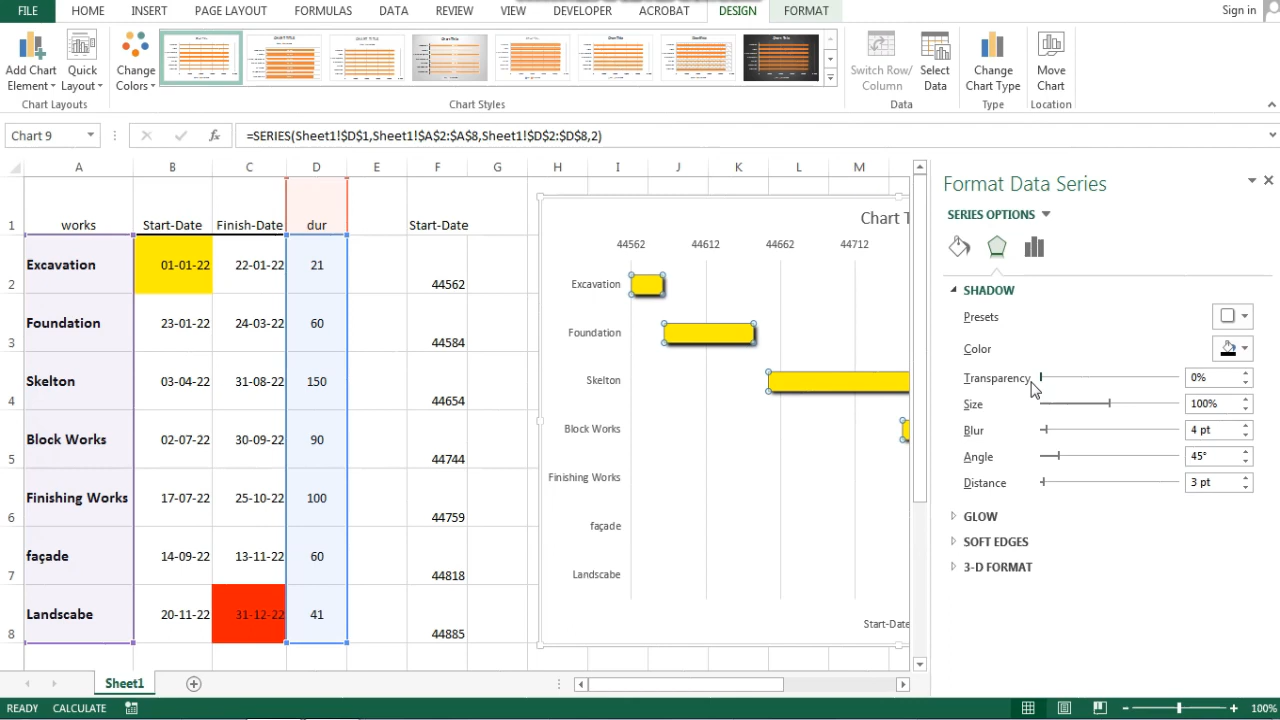 FILE HOME INSERT PAGE LAYOUT FORMULAS DATA REVIEW VIEW DEVELOPER ACROBAT DESIGN FORMAT Sign in
Add Chart Element Quick Layout Change Colors Switch Row/ Column Select Data Change Chart Type Move Chart
Chart Layouts Chart Styles Data Type Location
Chart 9 fx =SERIES(Sheet1!$D$1,Sheet1!$A$2:$A$8,Sheet1!$D$2:$D$8,2)
A B C D E F G H I J K L M
1 works Start-Date Finish-Date dur Start-Date
2 Excavation 01-01-22 22-01-22 21 44562
3 Foundation 23-01-22 24-03-22 60 44584
4 Skelton 03-04-22 31-08-22 150 44654
5 Block Works 02-07-22 30-09-22 90 44744
6 Finishing Works 17-07-22 25-10-22 100 44759
7 façade 14-09-22 13-11-22 60 44818
8 Landscabe 20-11-22 31-12-22 41 44885
Chart T
44562 44612 44662 44712
Excavation
Foundation
Skelton
Block Works
Finishing Works
façade
Landscabe
Start-Date
Format Data Series
SERIES OPTIONS
SHADOW
Presets
Color
Transparency 0%
Size 100%
Blur 4 pt
Angle 45°
Distance 3 pt
GLOW
SOFT EDGES
3-D FORMAT
Sheet1
READY CALCULATE 100%